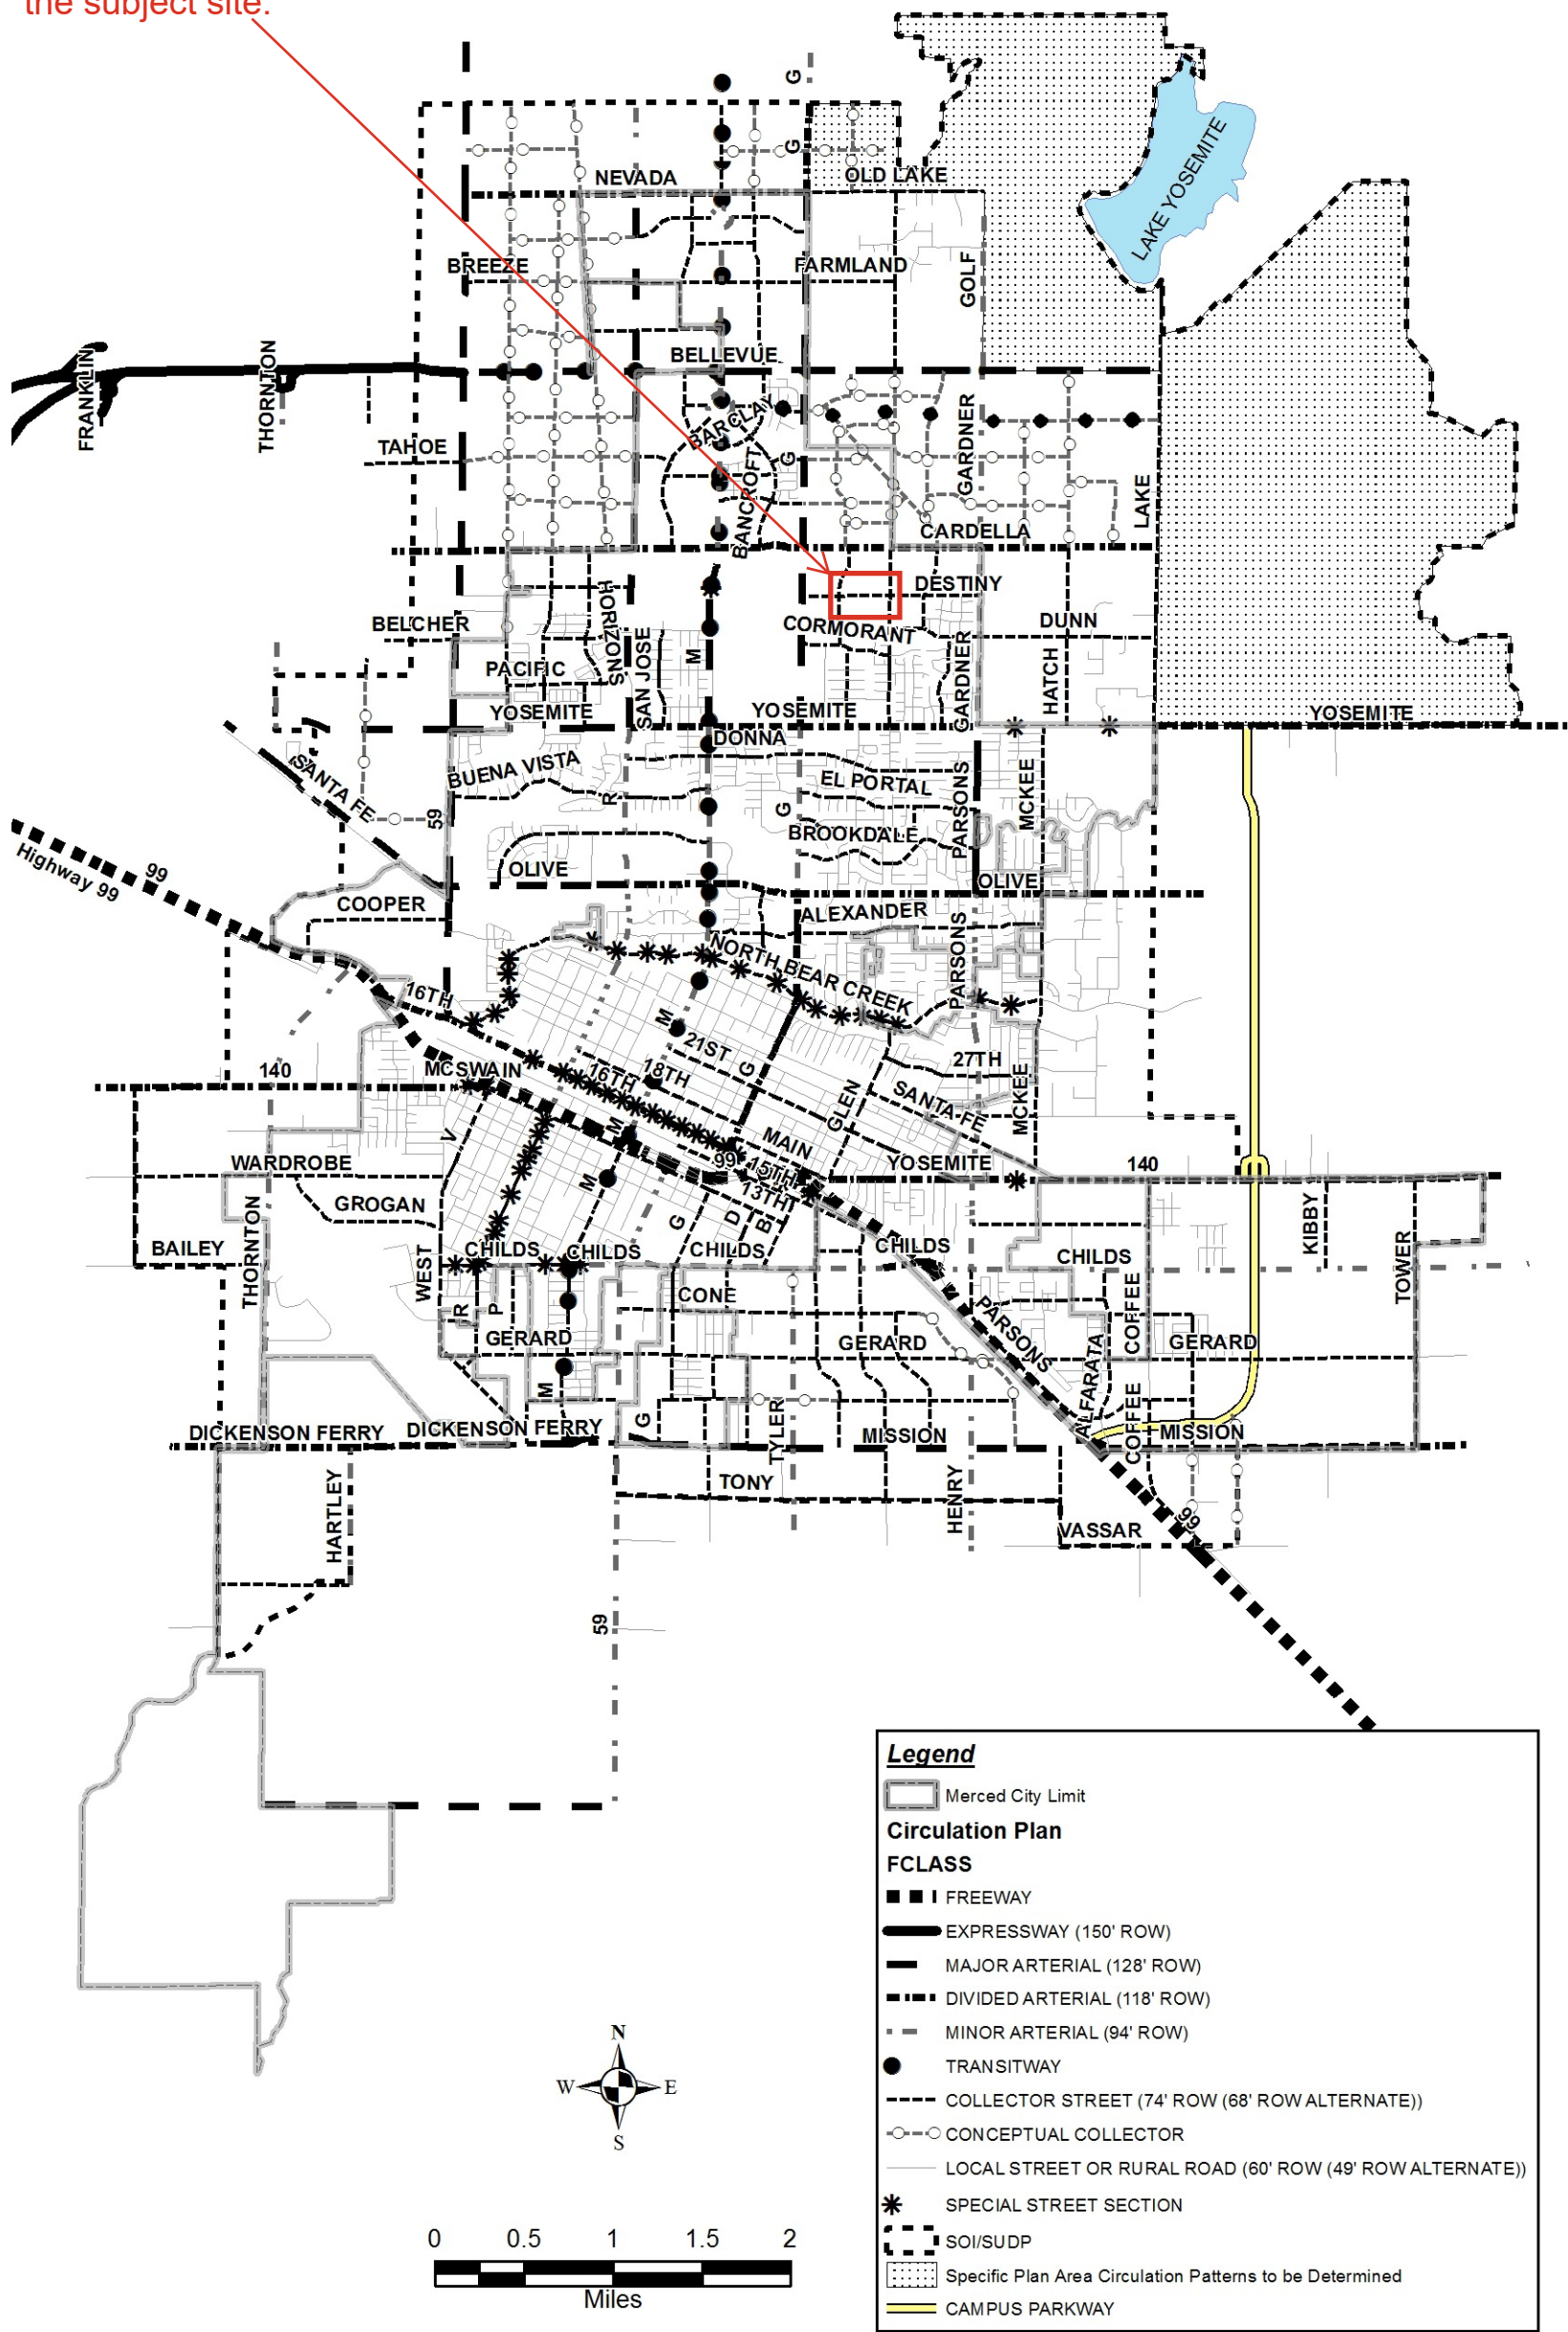 the subject site.
G
G
NEVADA
OLD LAKE
LAKE YOSEMITE
BREEZE
FARMLAND
GOLF
BELLEVUE
FRANKLIN
THORNTON
BARCLAY
GARDNER
TAHOE
G
BANCROFT
LAKE
CARDELLA
HORIZONS
DESTINY
BELCHER
CORMORANT
DUNN
SAN JOSE
M
PACIFIC
GARDNER
HATCH
YOSEMITE
YOSEMITE
YOSEMITE
DONNA
SANTA FE
BUENA VISTA
EL PORTAL
R
G
PARSONS
MCKEE
59
BROOKDALE
Highway 99
99
OLIVE
OLIVE
COOPER
ALEXANDER
NORTH BEAR CREEK
PARSONS
16TH
M
21ST
27TH
140
MCSWAIN
16TH
18TH
G
GLEN
SANTA FE
MCKEE
V
M
MAIN
WARDROBE
99
15TH
YOSEMITE
140
GROGAN
M
13TH
THORNTON
G
D
B
KIBBY
BAILEY
WEST
CHILDS
CHILDS
CHILDS
CHILDS
CHILDS
TOWER
R
P
CONE
PARSONS
COFFEE
GERARD
GERARD
GERARD
M
ALFARATA
DICKENSON FERRY
DICKENSON FERRY
G
TYLER
MISSION
COFFEE
MISSION
HARTLEY
TONY
HENRY
VASSAR
99
59
Legend
Merced City Limit
Circulation Plan
FCLASS
FREEWAY
EXPRESSWAY (150' ROW)
MAJOR ARTERIAL (128' ROW)
DIVIDED ARTERIAL (118' ROW)
MINOR ARTERIAL (94' ROW)
TRANSITWAY
COLLECTOR STREET (74' ROW (68' ROW ALTERNATE))
CONCEPTUAL COLLECTOR
LOCAL STREET OR RURAL ROAD (60' ROW (49' ROW ALTERNATE))
SPECIAL STREET SECTION
SOI/SUDP
Specific Plan Area Circulation Patterns to be Determined
CAMPUS PARKWAY
N
W E
S
0 0.5 1 1.5 2
Miles